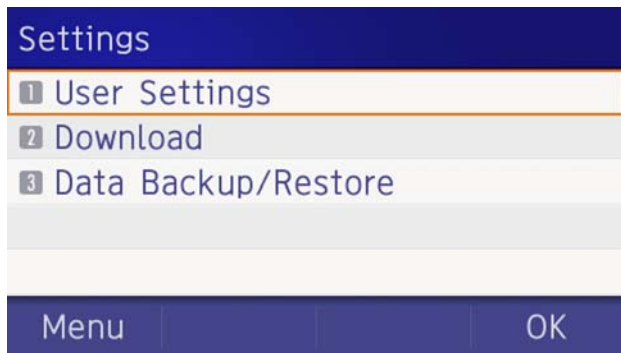 Settings
1 User Settings
2 Download
3 Data Backup/Restore
Menu OK